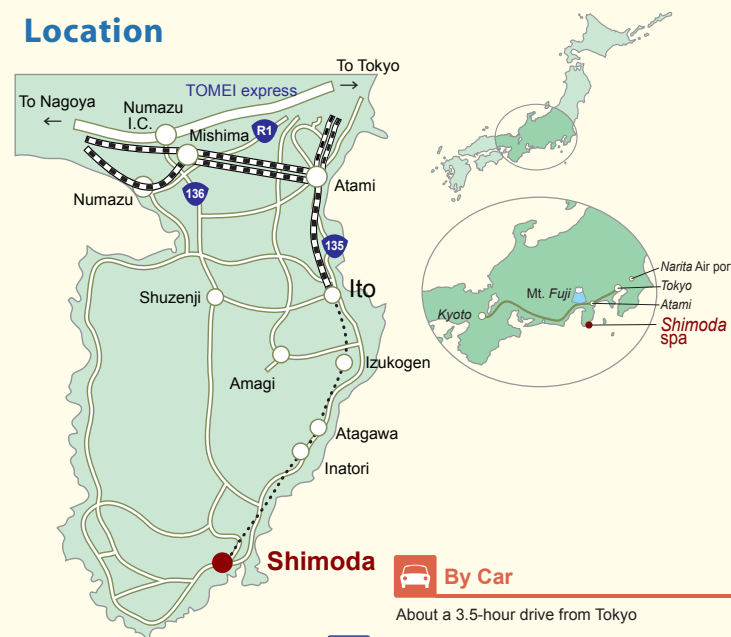 Location
To Tokyo
TOMEI express
→
To Nagoya
←
Numazu
I.C.
R1
Mishima
136
Numazu
Atami
135
Ito
Shuzenji
Izukogen
Amagi
Atagawa
Inatori
Shimoda
Narita Air por
Mt. Fuji
Tokyo
Kyoto
Atami
Shimoda
spa
By Car
About a 3.5-hour drive from Tokyo